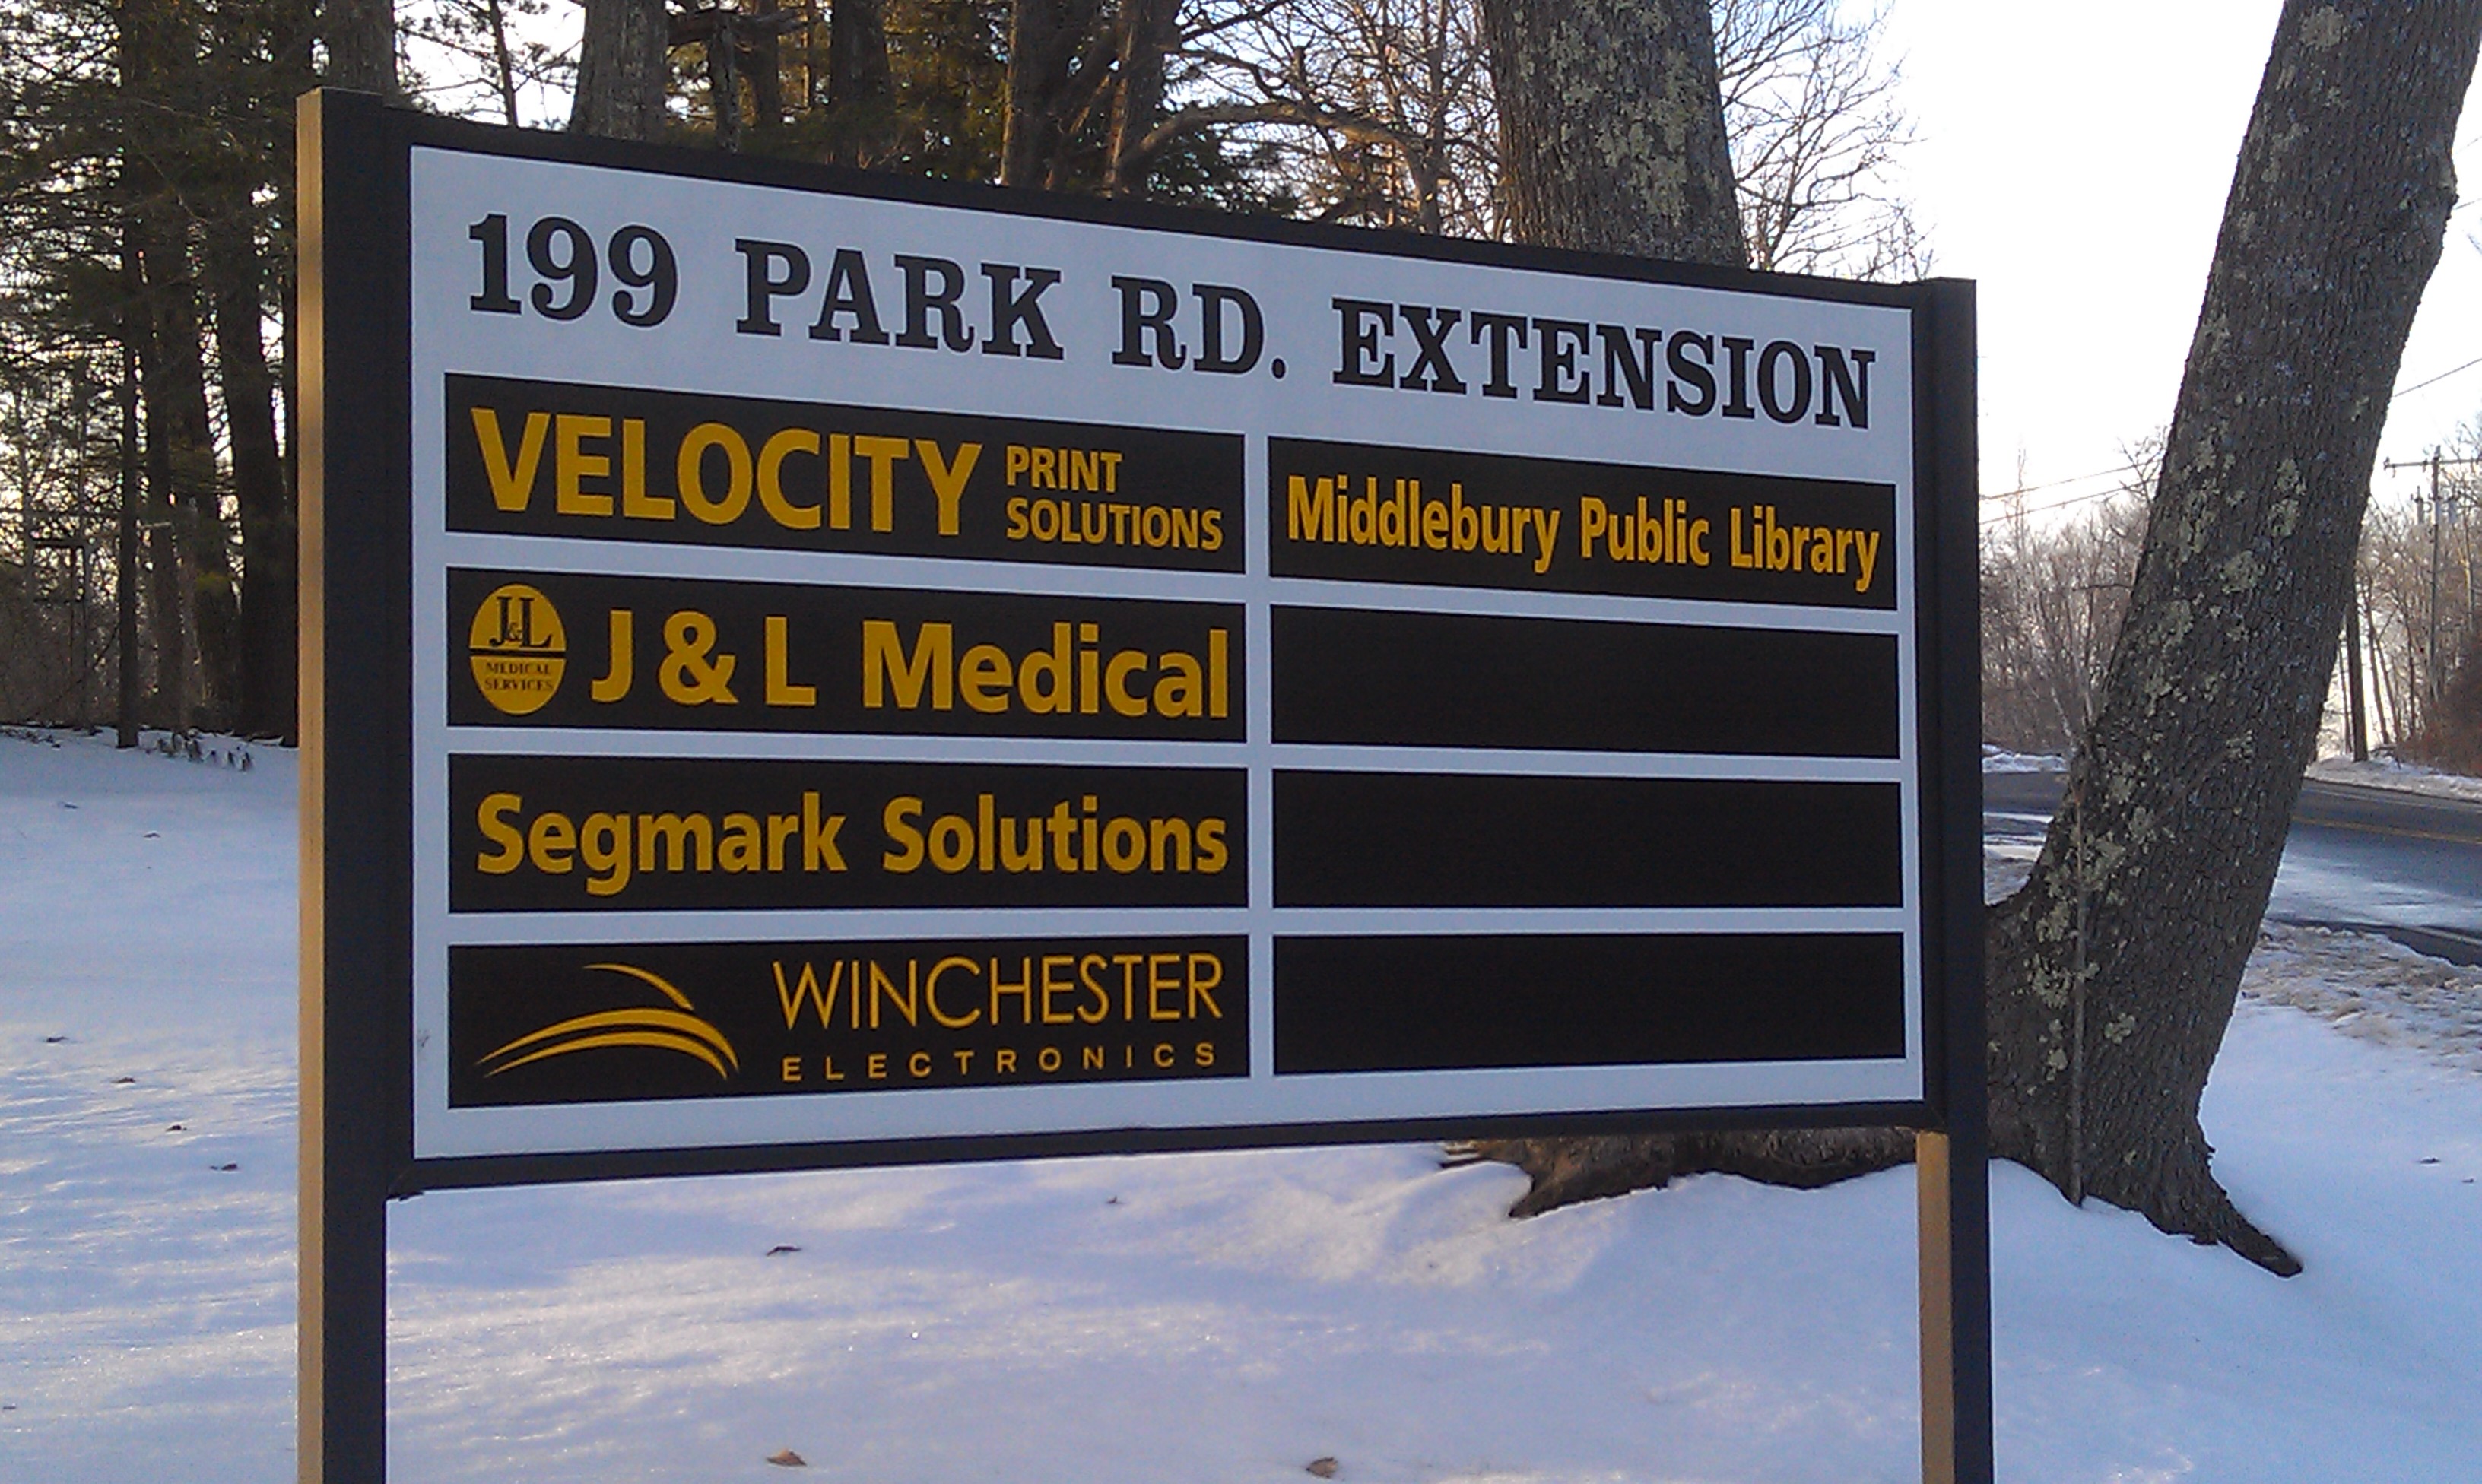 199 PARK RD. EXTENSION
VELOCITY PRINT
SOLUTIONS
J&L
MEDICAL
SERVICES
J & L Medical
Segmark Solutions
WINCHESTER
ELECTRONICS
Middlebury Public Library